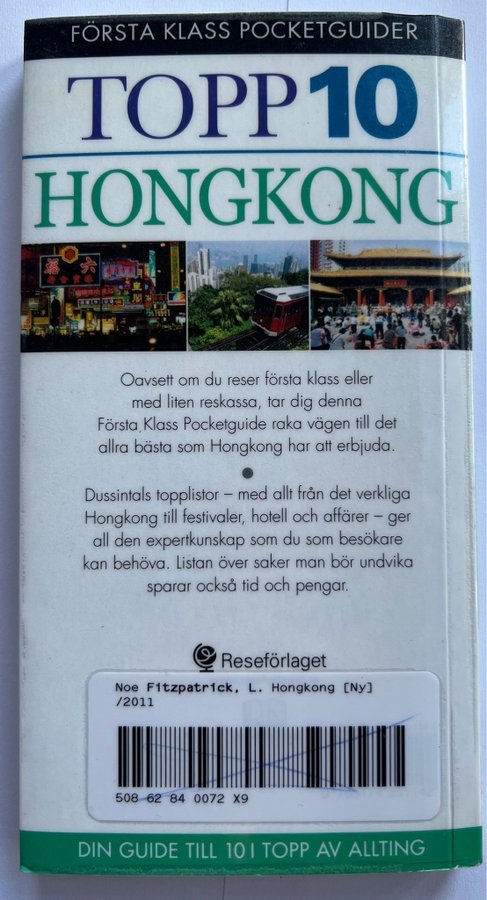 FÖRSTA KLASS POCKETGUIDER
TOPP 10
HONGKONG
六
福
Oavsett om du reser första klass eller
med liten reskassa, tar dig denna
Första Klass Pocketguide raka vägen till det
allra bästa som Hongkong har att erbjuda.
Dussintals topplistor – med allt från det verkliga
Hongkong till festivaler, hotell och affärer – ger
all den expertkunskap som du som besökare
kan behöva. Listan över saker man bör undvika
sparar också tid och pengar.
Reseförlaget
Noe Fitzpatrick, L. Hongkong [Ny]
/2011
508 62 84 0072 X9
DIN GUIDE TILL 10 I TOPP AV ALLTING